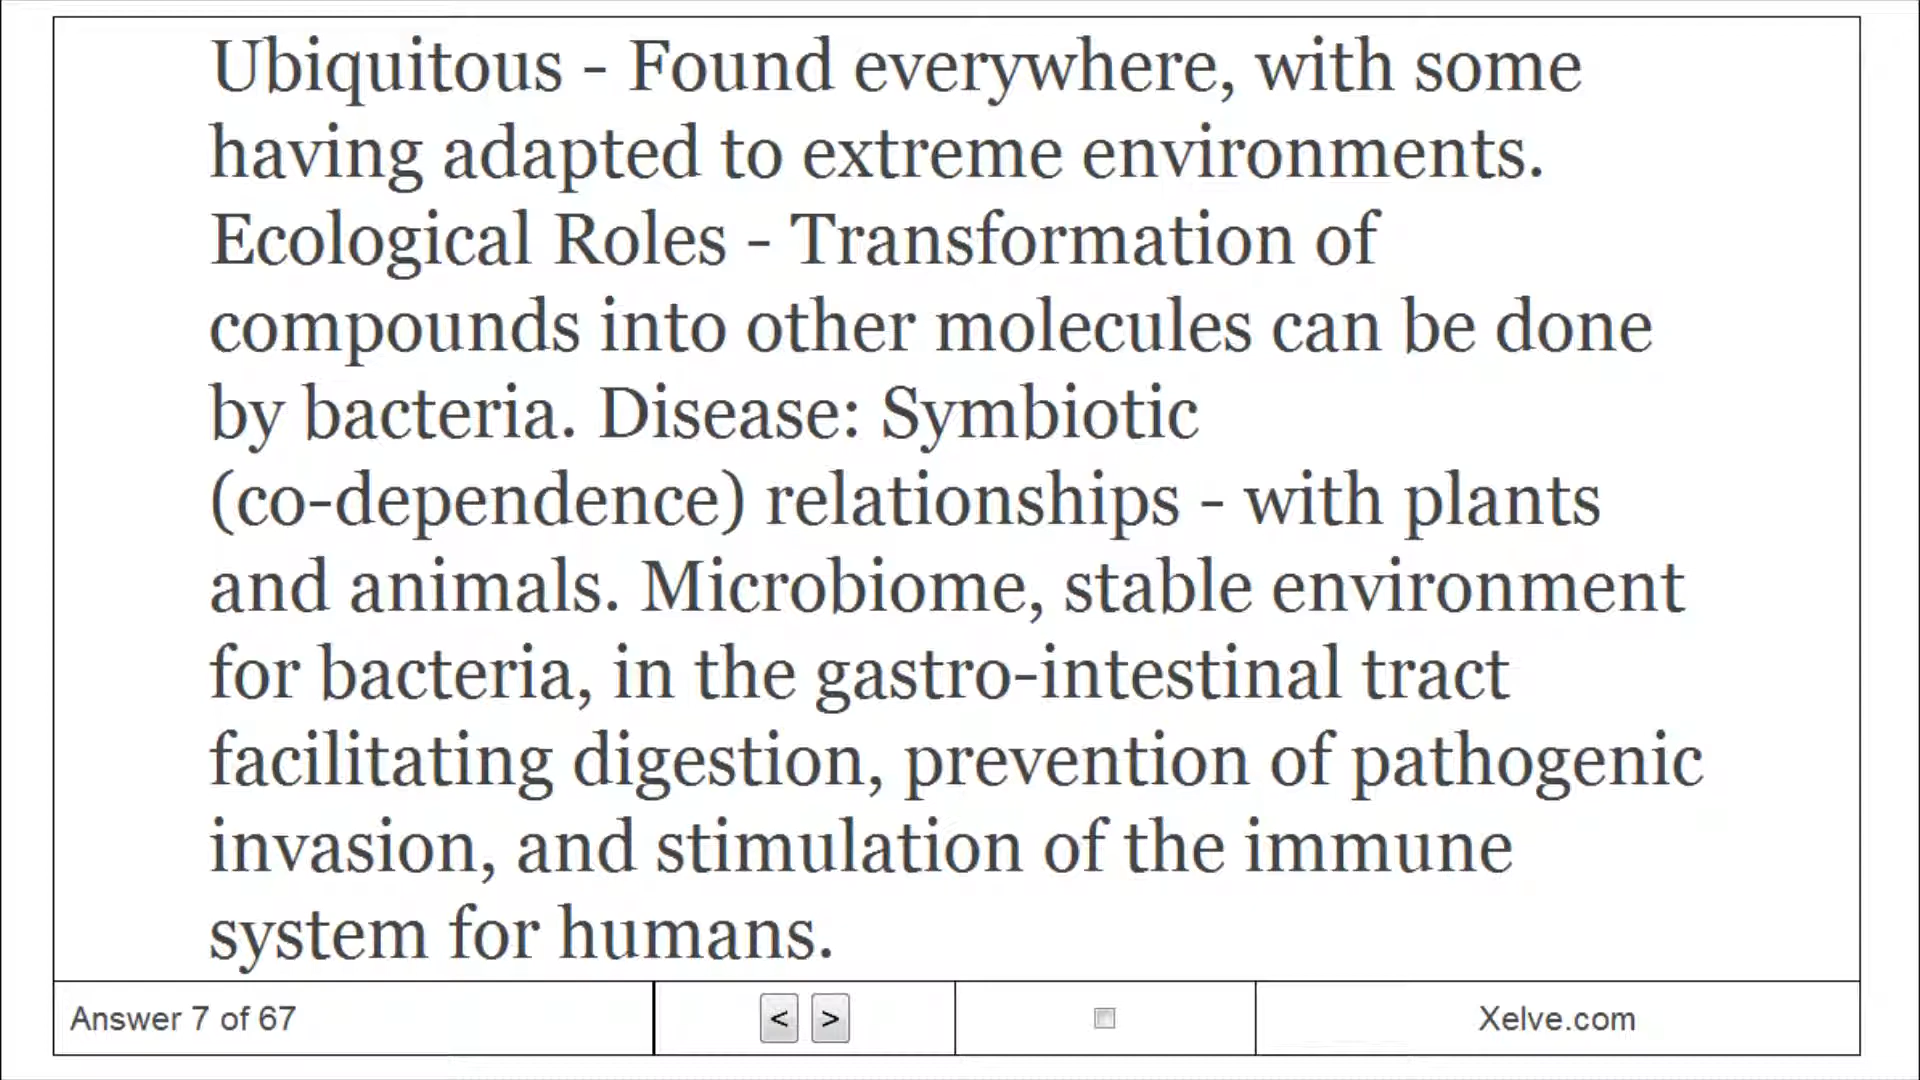 Ubiquitous - Found everywhere, with some
having adapted to extreme environments.
Ecological Roles - Transformation of
compounds into other molecules can be done
by bacteria. Disease: Symbiotic
(co-dependence) relationships - with plants
and animals. Microbiome, stable environment
for bacteria, in the gastro-intestinal tract
facilitating digestion, prevention of pathogenic
invasion, and stimulation of the immune
system for humans.
Answer 7 of 67
< >
Xelve.com